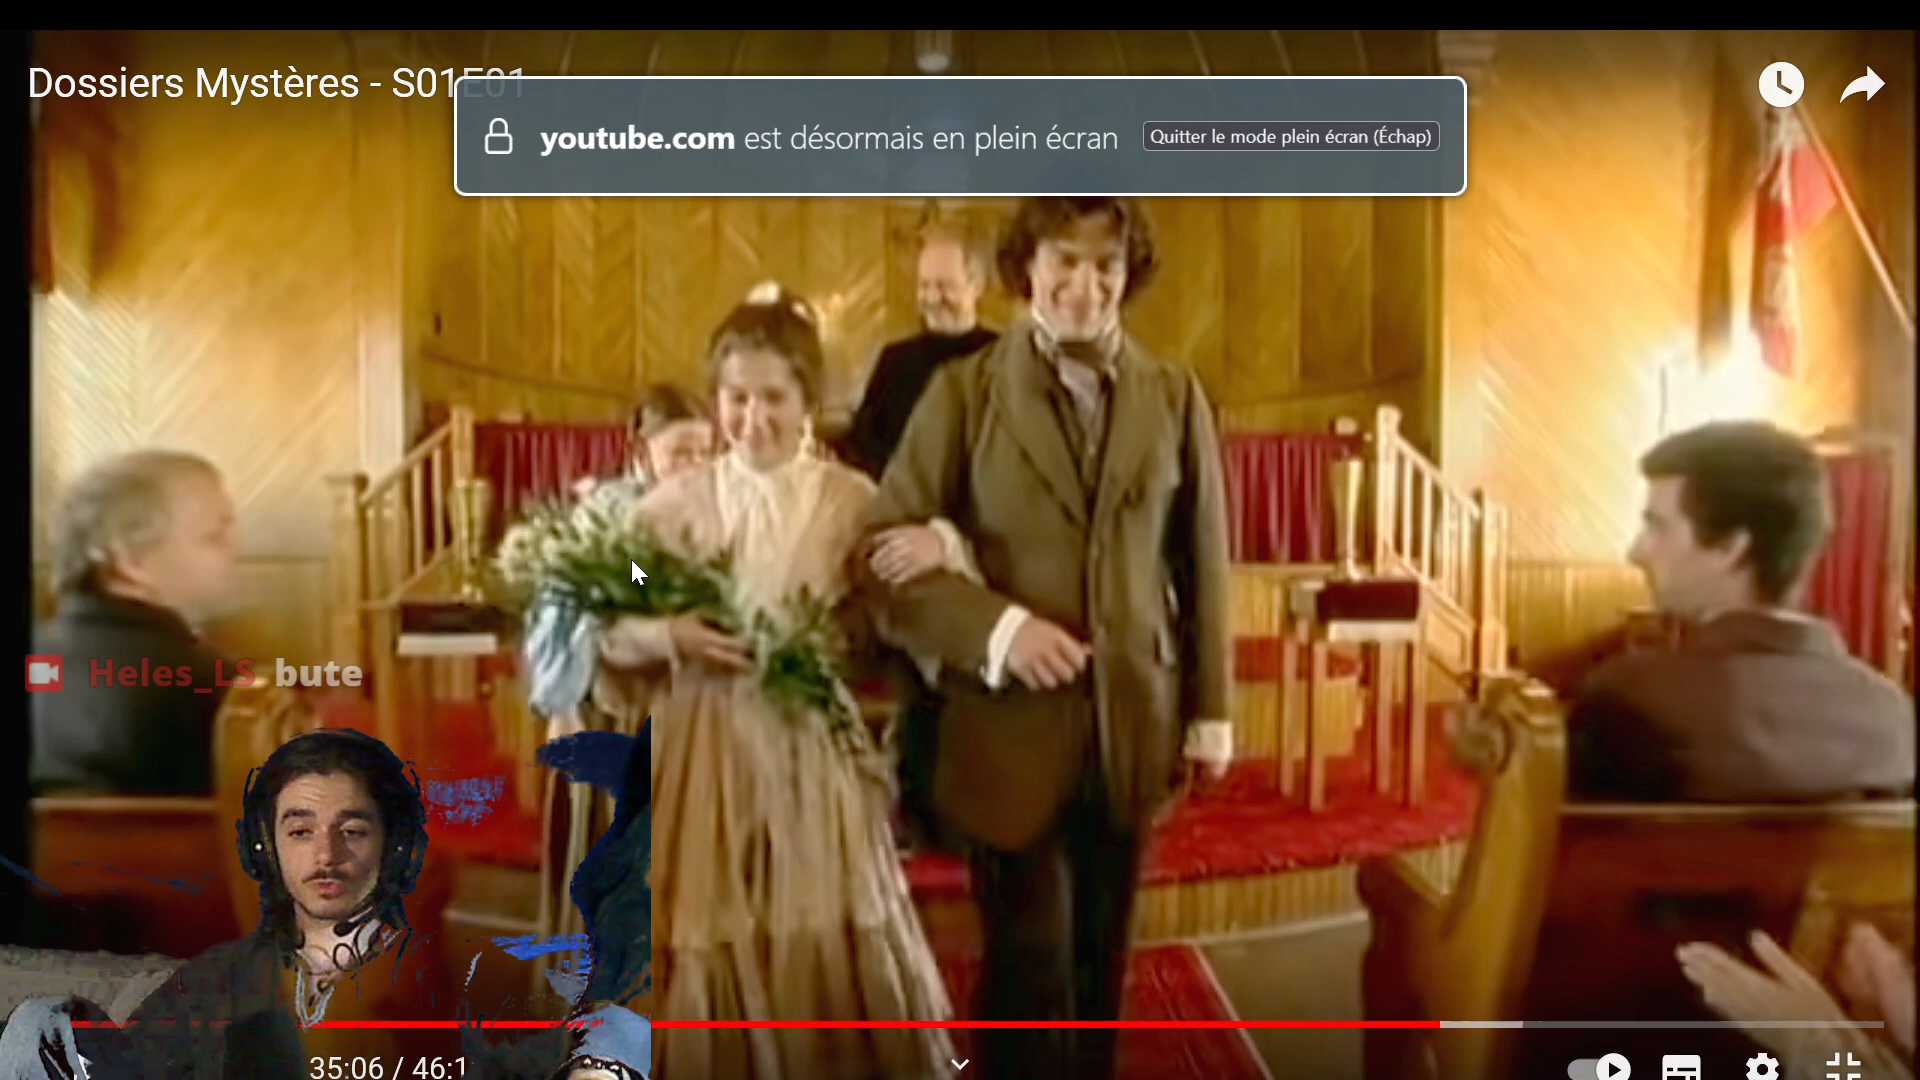 Dossiers Mystères - S01E01
youtube.com est désormais en plein écran
Quitter le mode plein écran (Échap)
Heles_LS bute
35:06 / 46:1